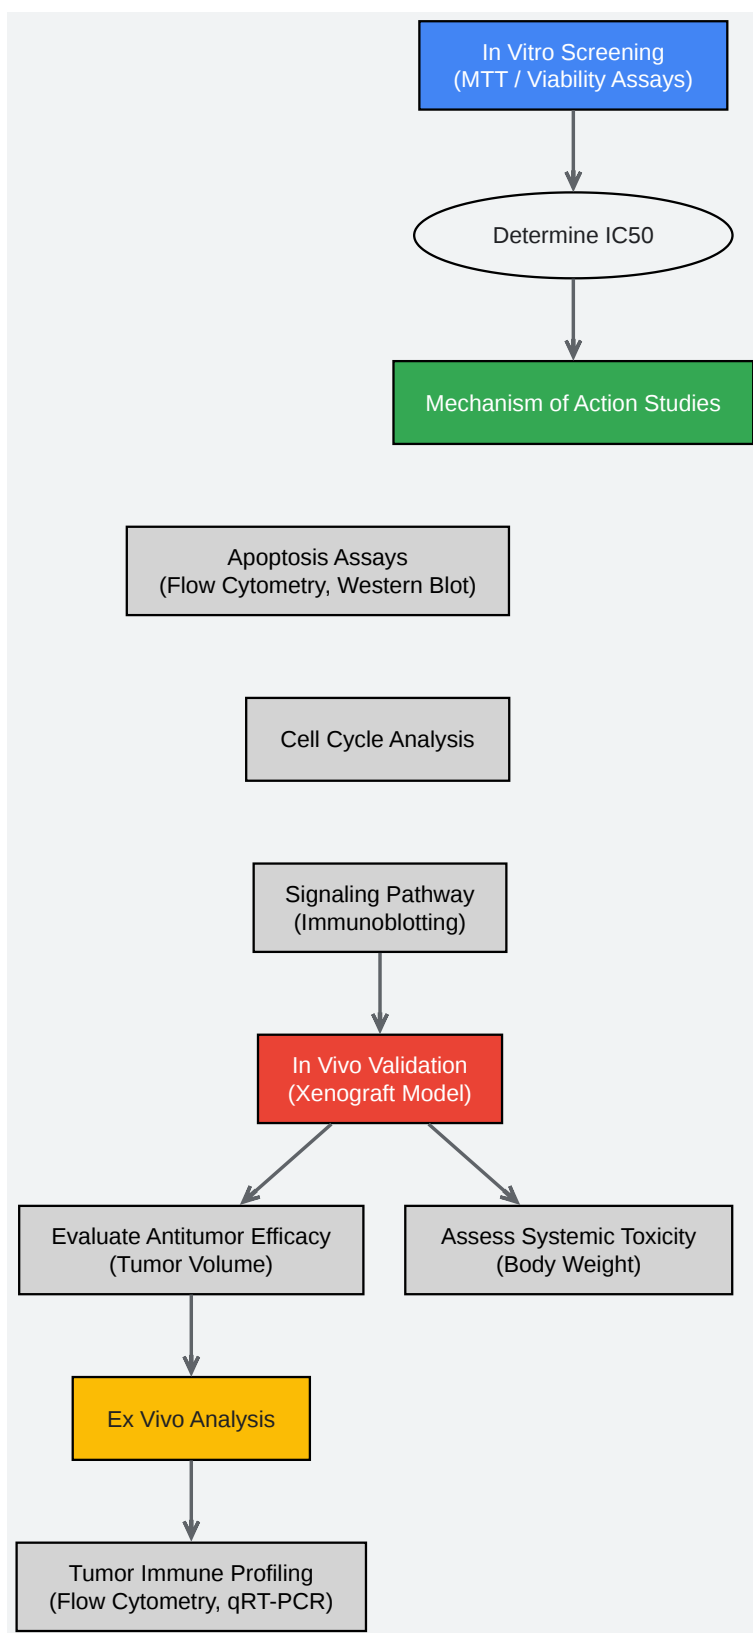 In Vitro Screening
(MTT / Viability Assays)
Determine IC50
Mechanism of Action Studies
Apoptosis Assays
(Flow Cytometry, Western Blot)
Cell Cycle Analysis
Signaling Pathway
(Immunoblotting)
In Vivo Validation
(Xenograft Model)
Evaluate Antitumor Efficacy
(Tumor Volume)
Assess Systemic Toxicity
(Body Weight)
Ex Vivo Analysis
Tumor Immune Profiling
(Flow Cytometry, qRT-PCR)